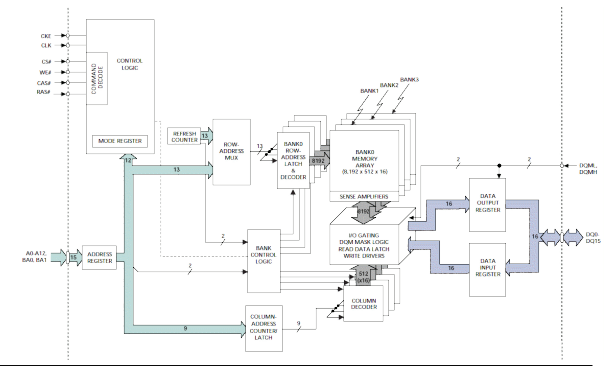 CKE
CLK
CS#
WE#
CAS#
RAS#
COMMAND
DECODE
CONTROL
LOGIC
MODE REGISTER
12
REFRESH
COUNTER
13
13
ROW-
ADDRESS
MUX
13
BANK0
ROW-
ADDRESS
LATCH
&
DECODER
8192
BANK1
BANK2
BANK3
BANK0
MEMORY
ARRAY
(8,192 x 512 x 16)
SENSE AMPLIFIERS
8192
I/O GATING
DQM MASK LOGIC
READ DATA LATCH
WRITE DRIVERS
512
(x16)
COLUMN
DECODER
2
2
DQML,
DQMH
16
DATA
OUTPUT
REGISTER
16
DATA
INPUT
REGISTER
16
DQ0-
DQ15
A0-A12,
BA0, BA1
15
ADDRESS
REGISTER
2
2
BANK
CONTROL
LOGIC
9
COLUMN-
ADDRESS
COUNTER/
LATCH
9